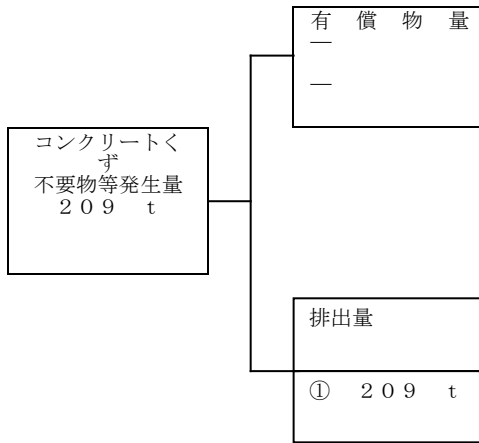 有償物量
―
―
コンクリートく
ず
不要物等発生量
２０９　ｔ
排出量
①　２０９　ｔ